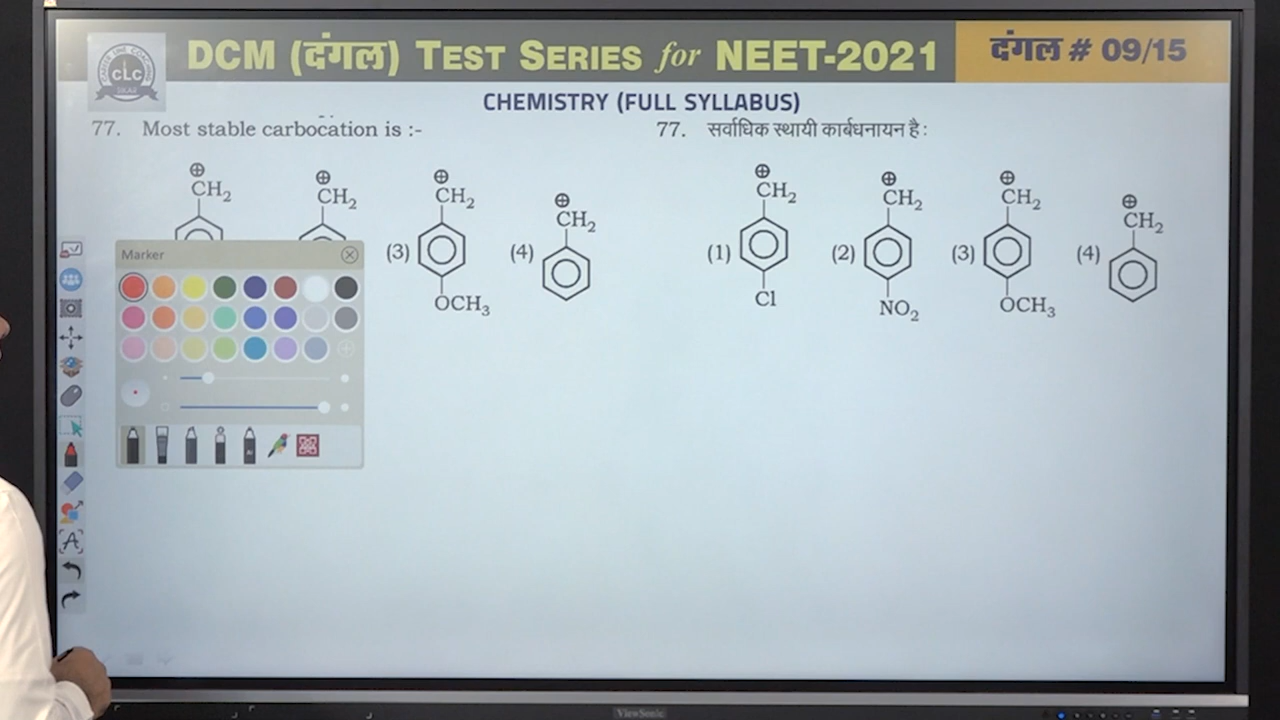 DCM (दंगल) TEST SERIES for NEET-2021
दंगल # 09/15
CLC
SIKAR
CHEMISTRY (FULL SYLLABUS)
77. Most stable carbocation is :-
⊕ CH2
⊕ CH2
(3) ⊕ CH2 OCH3
(4) ⊕ CH2
77. सर्वाधिक स्थायी कार्बधनायन है :
(1) ⊕ CH2 Cl
(2) ⊕ CH2 NO2
(3) ⊕ CH2 OCH3
(4) ⊕ CH2
Marker
A
ViewSonic